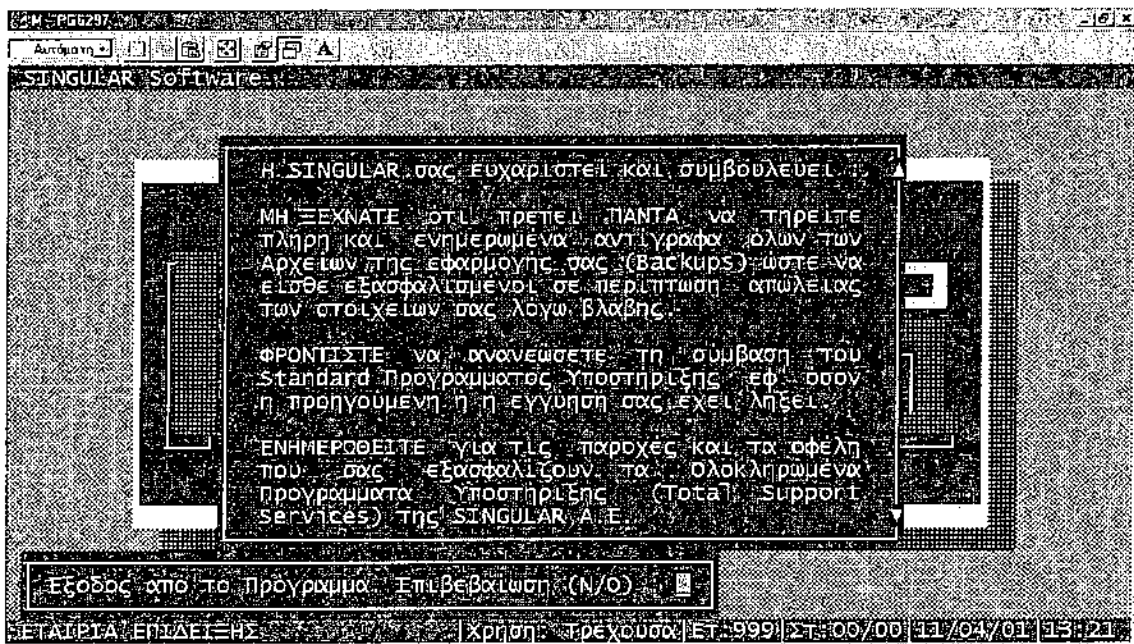 PG6297
Αυτόματη
SINGULAR Software
Η SINGULAR σας ευχαριστεί και συμβουλεύει..
ΜΗ ΞΕΧΝΑΤΕ ότι πρέπει ΠΑΝΤΑ να τηρείτε
πλήρη και ενημερωμένα αντίγραφα όλων των
Αρχείων της εφαρμογής σας (Backups) ώστε να
είσθε εξασφαλισμένοι σε περίπτωση απώλειας
των στοιχείων σας λόγω βλάβης.
ΦΡΟΝΤΙΣΤΕ να ανανεώσετε τη σύμβαση του
Standard Προγράμματος Υποστήριξης εφ' όσον
η προηγούμενη ή η εγγύηση σας έχει λήξει.
ΕΝΗΜΕΡΩΘΕΙΤΕ για τις παροχές και τα οφέλη
που σας εξασφαλίζουν τα Ολοκληρωμένα
Προγράμματα Υποστήριξης (Total Support
Services) της SINGULAR Α.Ε.
Έξοδος από το Πρόγραμμα Επιβεβαίωση (Ν/Ο)
ΕΤΑΙΡΙΑ ΕΠΙΔΕΙΞΗΣ Χρήση: Τρέχουσα ΕΤ:999 ΣΤ:00/00 11/04/01 13:21